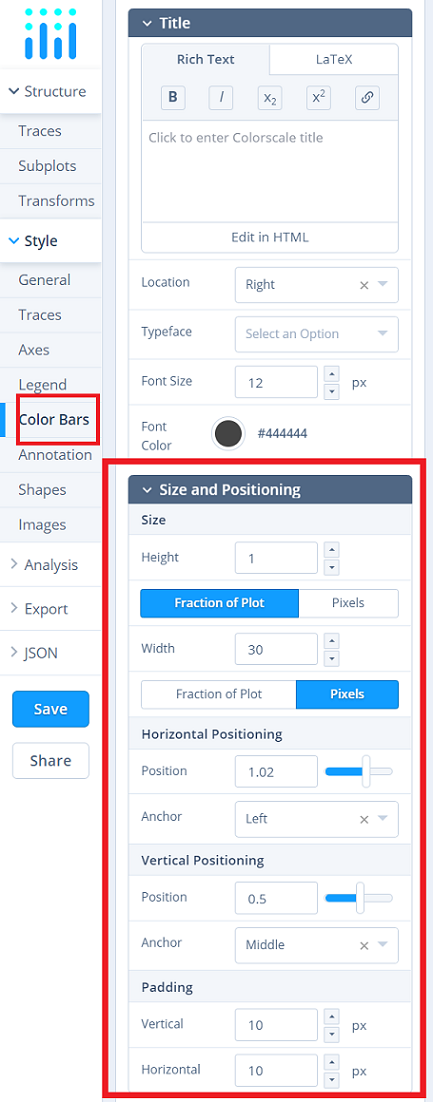 Structure
Traces
Subplots
Transforms
Style
General
Traces
Axes
Legend
Color Bars
Annotation
Shapes
Images
Analysis
Export
JSON
Save
Share
Title
Rich Text LaTeX
B I x₂ x²
Click to enter Colorscale title
Edit in HTML
Location Right
Typeface Select an Option
Font Size 12 px
Font
Color #444444
Size and Positioning
Size
Height 1
Fraction of Plot Pixels
Width 30
Fraction of Plot Pixels
Horizontal Positioning
Position 1.02
Anchor Left
Vertical Positioning
Position 0.5
Anchor Middle
Padding
Vertical 10 px
Horizontal 10 px